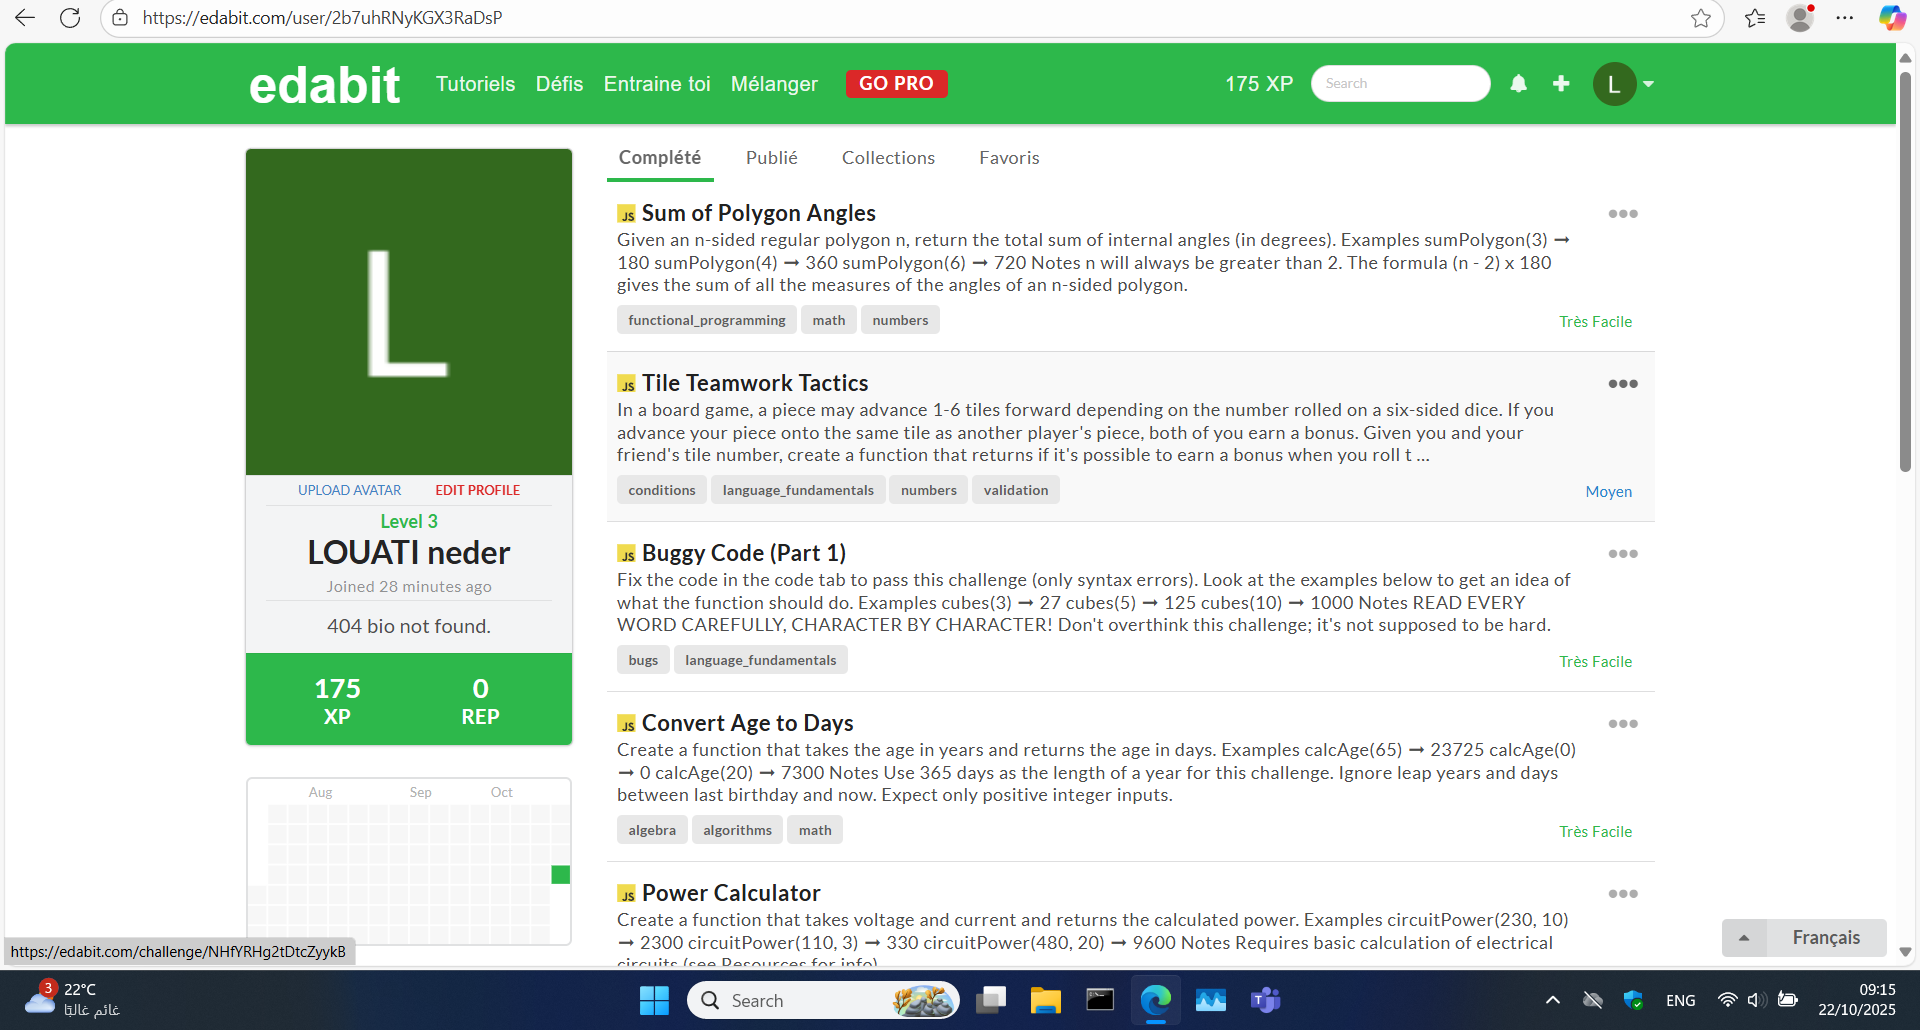 https://edabit.com/user/2b7uhRNyKGX3RaDsP
edabit
Tutoriels Défis Entraine toi Mélanger GO PRO
175 XP Search L
L
UPLOAD AVATAR EDIT PROFILE
Level 3
LOUATI neder
Joined 28 minutes ago
404 bio not found.
175 0
XP REP
Aug Sep Oct
Complété Publié Collections Favoris
JS Sum of Polygon Angles
Given an n-sided regular polygon n, return the total sum of internal angles (in degrees). Examples sumPolygon(3) ➞
180 sumPolygon(4) ➞ 360 sumPolygon(6) ➞ 720 Notes n will always be greater than 2. The formula (n - 2) x 180
gives the sum of all the measures of the angles of an n-sided polygon.
functional_programming math numbers
Très Facile
JS Tile Teamwork Tactics
In a board game, a piece may advance 1-6 tiles forward depending on the number rolled on a six-sided dice. If you
advance your piece onto the same tile as another player's piece, both of you earn a bonus. Given you and your
friend's tile number, create a function that returns if it's possible to earn a bonus when you roll t ...
conditions language_fundamentals numbers validation
Moyen
JS Buggy Code (Part 1)
Fix the code in the code tab to pass this challenge (only syntax errors). Look at the examples below to get an idea of
what the function should do. Examples cubes(3) ➞ 27 cubes(5) ➞ 125 cubes(10) ➞ 1000 Notes READ EVERY
WORD CAREFULLY, CHARACTER BY CHARACTER! Don't overthink this challenge; it's not supposed to be hard.
bugs language_fundamentals
Très Facile
JS Convert Age to Days
Create a function that takes the age in years and returns the age in days. Examples calcAge(65) ➞ 23725 calcAge(0)
➞ 0 calcAge(20) ➞ 7300 Notes Use 365 days as the length of a year for this challenge. Ignore leap years and days
between last birthday and now. Expect only positive integer inputs.
algebra algorithms math
Très Facile
JS Power Calculator
Create a function that takes voltage and current and returns the calculated power. Examples circuitPower(230, 10)
➞ 2300 circuitPower(110, 3) ➞ 330 circuitPower(480, 20) ➞ 9600 Notes Requires basic calculation of electrical
circuits (see Resources for info)
Français
https://edabit.com/challenge/NHfYRHg2tDtcZyykB
3
22°C
غائم غالبًا
Search
ENG
09:15
22/10/2025